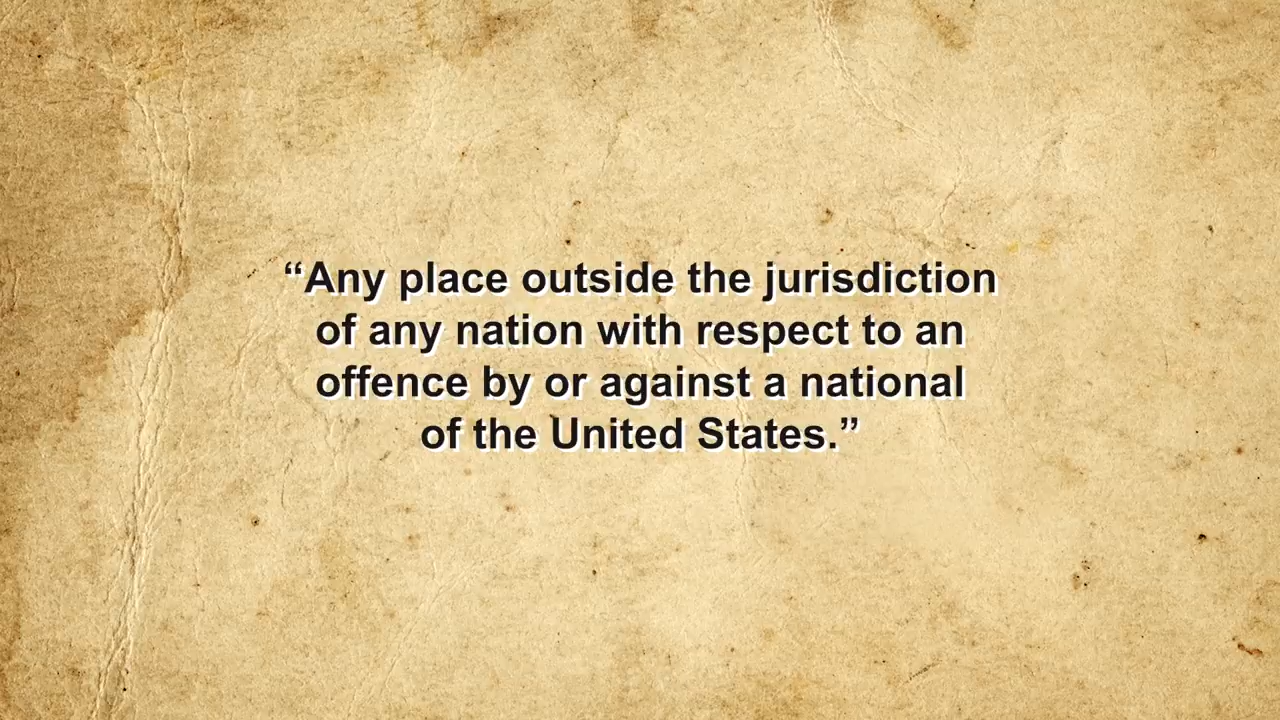 “Any place outside the jurisdiction
of any nation with respect to an
offence by or against a national
of the United States.”